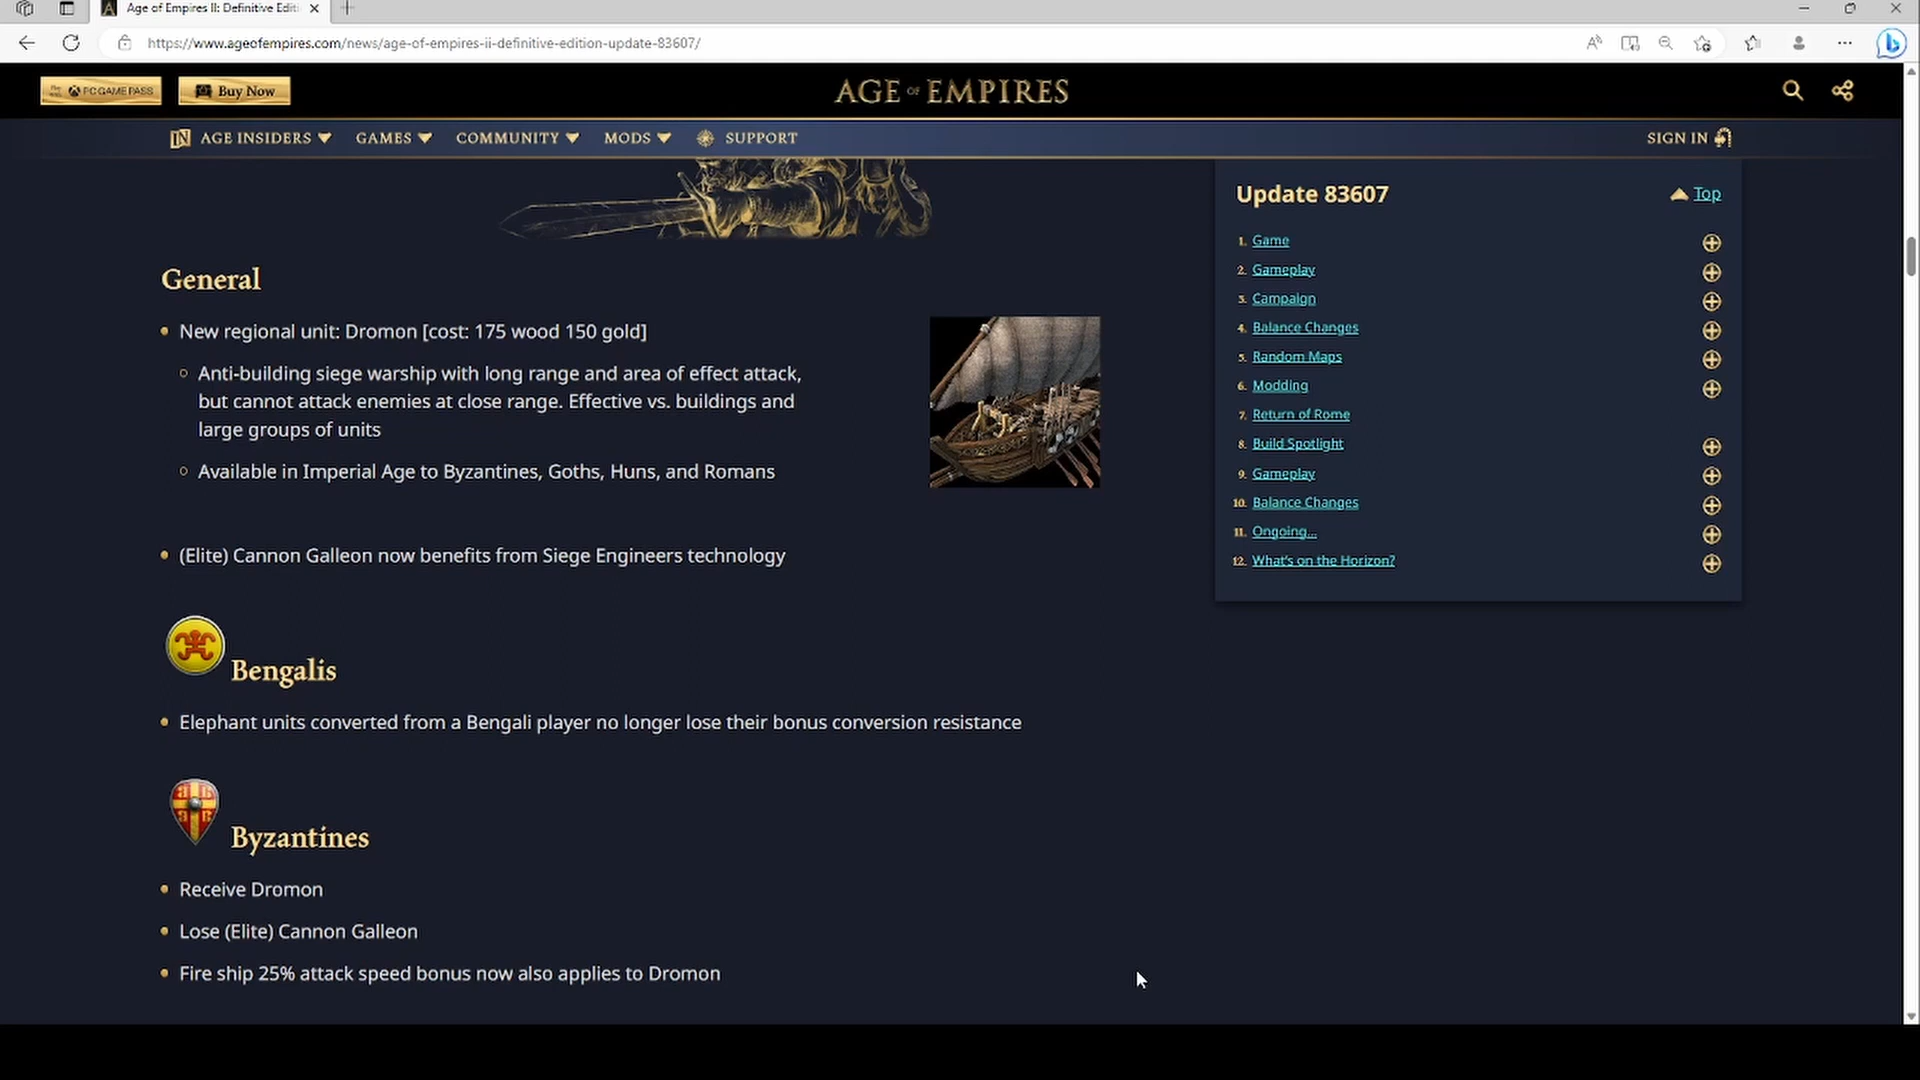 Age of Empires II: Definitive Editi
https://www.ageofempires.com/news/age-of-empires-ii-definitive-edition-update-83607/
PC GAME PASS
Buy Now
AGE OF EMPIRES
AGE INSIDERS
GAMES
COMMUNITY
MODS
SUPPORT
SIGN IN
General
New regional unit: Dromon [cost: 175 wood 150 gold]
Anti-building siege warship with long range and area of effect attack,
but cannot attack enemies at close range. Effective vs. buildings and
large groups of units
Available in Imperial Age to Byzantines, Goths, Huns, and Romans
(Elite) Cannon Galleon now benefits from Siege Engineers technology
Bengalis
Elephant units converted from a Bengali player no longer lose their bonus conversion resistance
Byzantines
Receive Dromon
Lose (Elite) Cannon Galleon
Fire ship 25% attack speed bonus now also applies to Dromon
Update 83607
Top
1. Game
2. Gameplay
3. Campaign
4. Balance Changes
5. Random Maps
6. Modding
7. Return of Rome
8. Build Spotlight
9. Gameplay
10. Balance Changes
11. Ongoing...
12. What's on the Horizon?